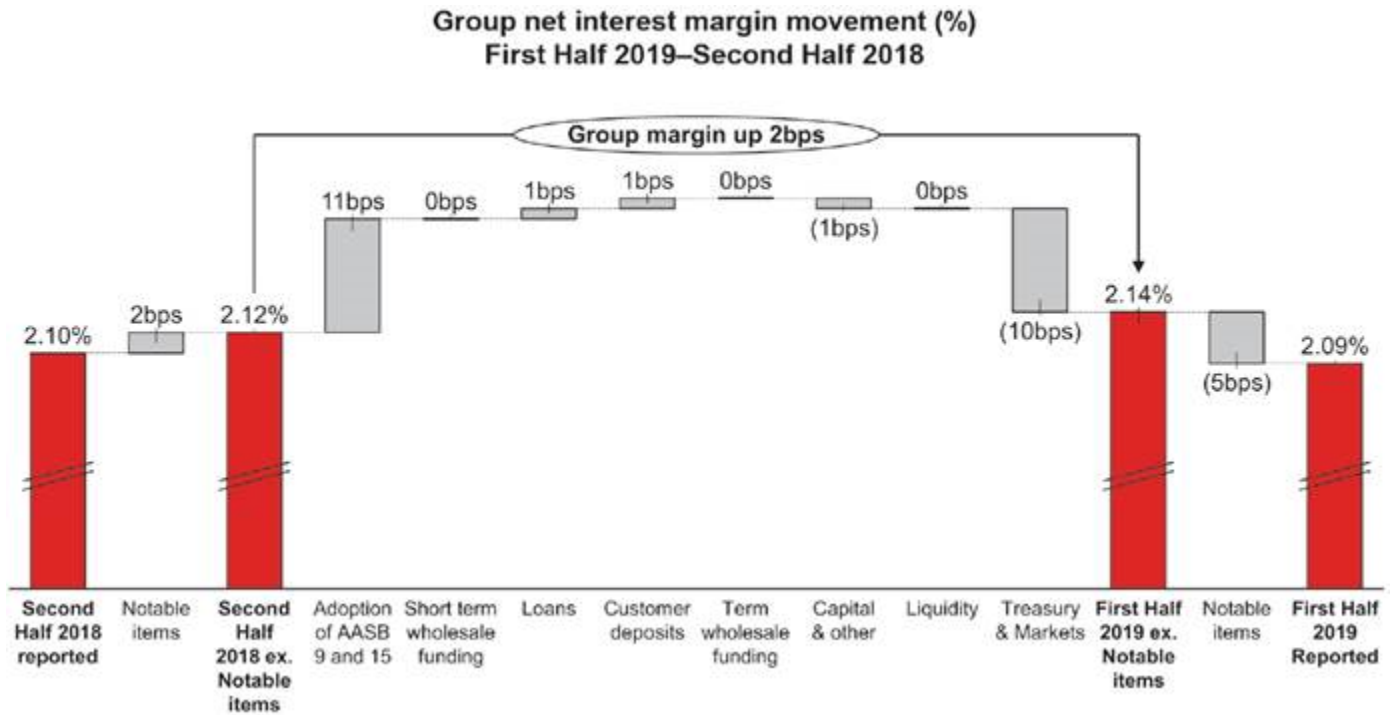 Group net interest margin movement (%)
First Half 2019–Second Half 2018
Group margin up 2bps
2.10%
2bps
2.12%
11bps
0bps
1bps
1bps
0bps
(1bps)
0bps
(10bps)
2.14%
(5bps)
2.09%
Second
Half 2018
reported
Notable
items
Second
Half
2018 ex.
Notable
items
Adoption
of AASB
9 and 15
Short term
wholesale
funding
Loans
Customer
deposits
Term
wholesale
funding
Capital
& other
Liquidity
Treasury
& Markets
First Half
2019 ex.
Notable
items
Notable
items
First Half
2019
Reported